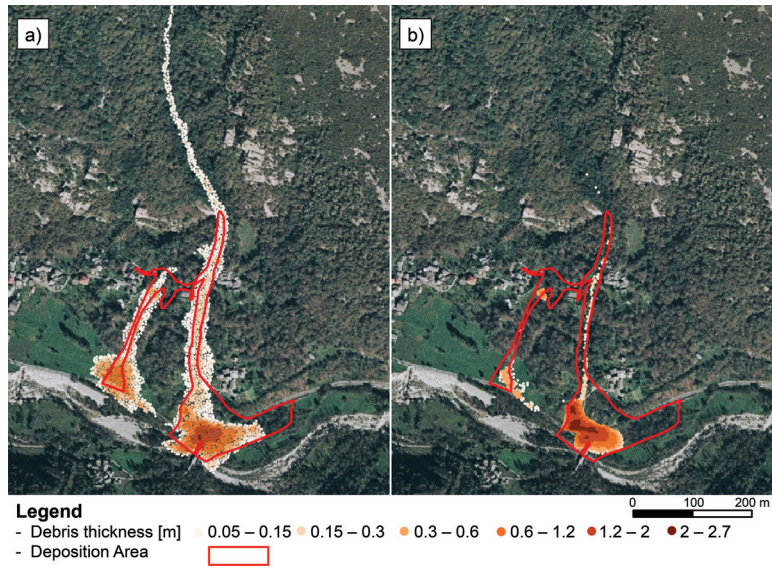 a)
b)
Legend
- Debris thickness [m] 0.05 – 0.15 0.15 – 0.3 0.3 – 0.6 0.6 – 1.2 1.2 – 2 2 – 2.7
- Deposition Area
0 100 200 m